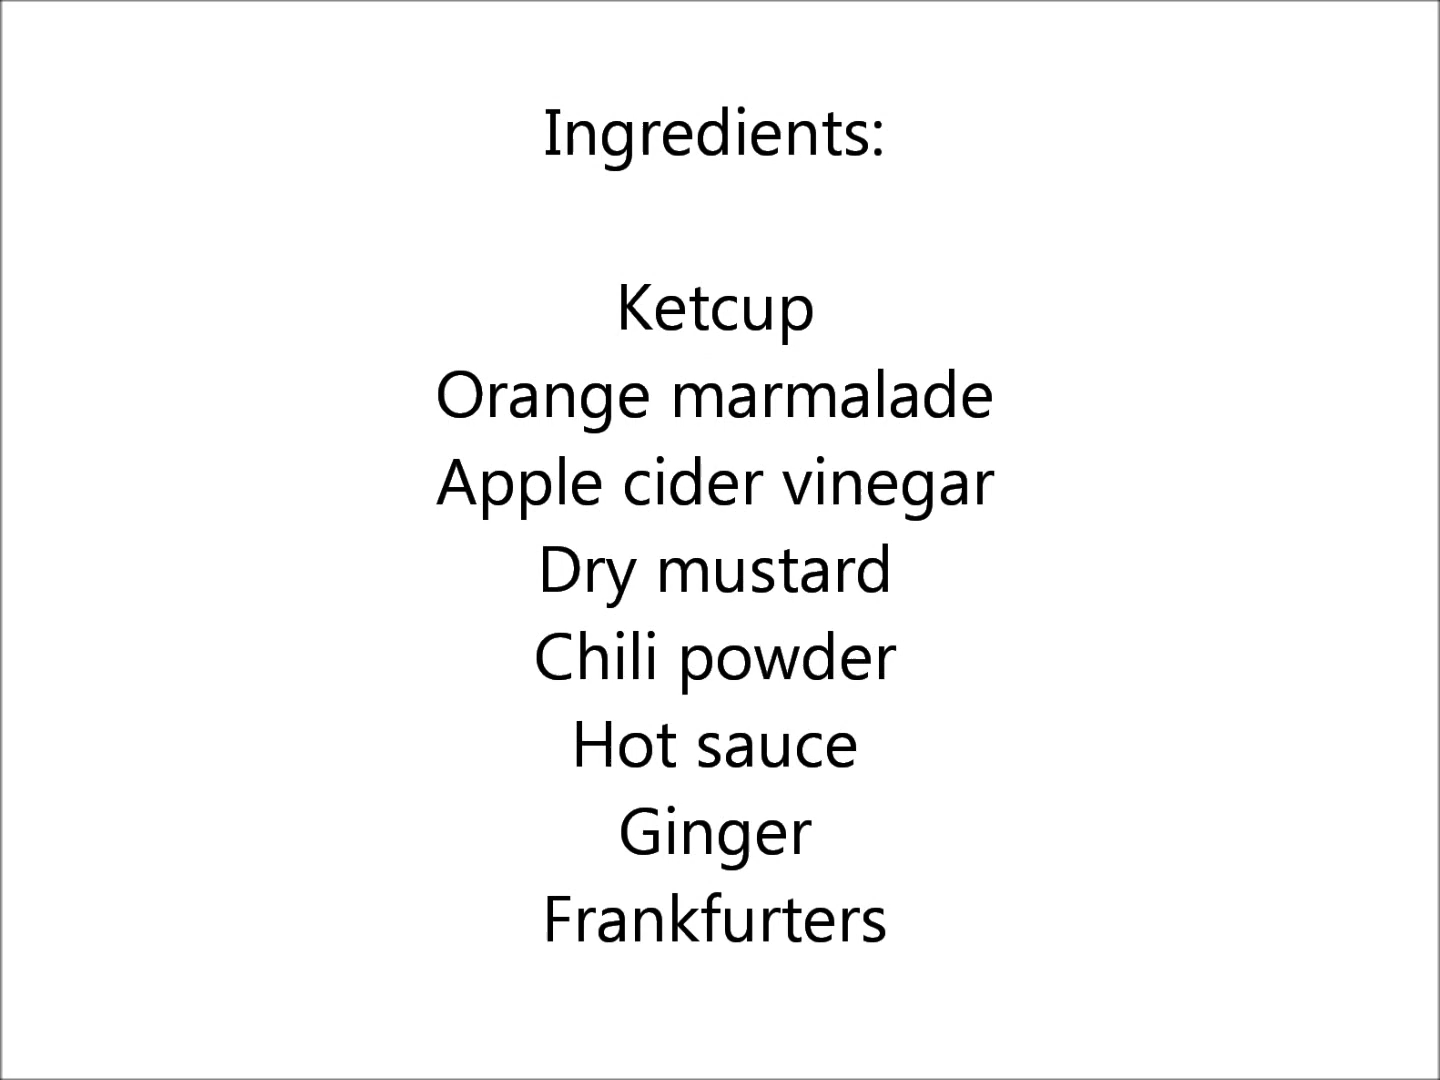 Ingredients:
Ketcup
Orange marmalade
Apple cider vinegar
Dry mustard
Chili powder
Hot sauce
Ginger
Frankfurters